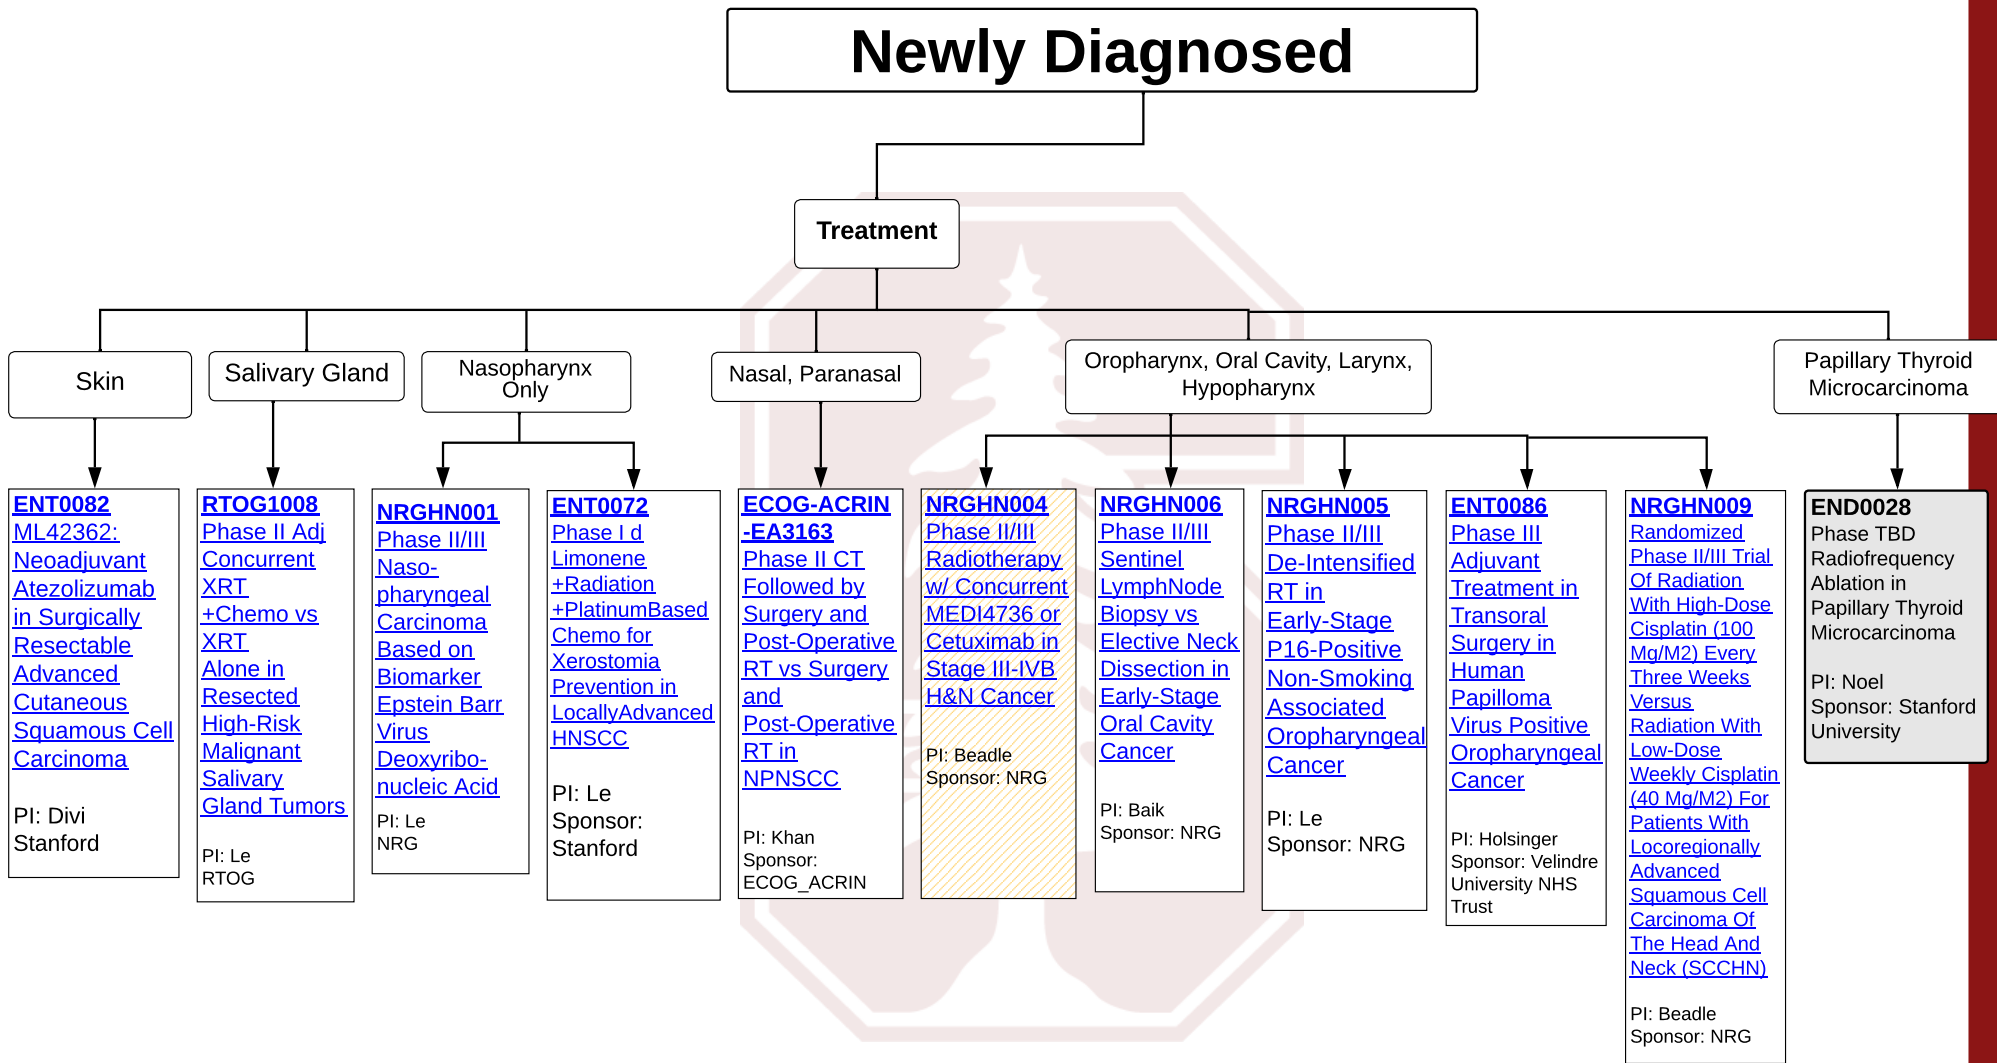 Newly Diagnosed
Treatment
Skin
Salivary Gland
Nasopharynx
Only
Nasal, Paranasal
Oropharynx, Oral Cavity, Larynx,
Hypopharynx
Papillary Thyroid
Microcarcinoma
ENT0082
ML42362:
Neoadjuvant
Atezolizumab
in Surgically
Resectable
Advanced
Cutaneous
Squamous Cell
Carcinoma
PI: Divi
Stanford
RTOG1008
Phase II Adj
Concurrent
XRT
+Chemo vs
XRT
Alone in
Resected
High-Risk
Malignant
Salivary
Gland Tumors
PI: Le
RTOG
NRGHN001
Phase II/III
Naso-
pharyngeal
Carcinoma
Based on
Biomarker
Epstein Barr
Virus
Deoxyribo-
nucleic Acid
PI: Le
NRG
ENT0072
Phase I d
Limonene
+Radiation
+PlatinumBased
Chemo for
Xerostomia
Prevention in
LocallyAdvanced
HNSCC
PI: Le
Sponsor:
Stanford
ECOG-ACRIN
-EA3163
Phase II CT
Followed by
Surgery and
Post-Operative
RT vs Surgery
and
Post-Operative
RT in
NPNSCC
PI: Khan
Sponsor:
ECOG_ACRIN
NRGHN004
Phase II/III
Radiotherapy
w/ Concurrent
MEDI4736 or
Cetuximab in
Stage III-IVB
H&N Cancer
PI: Beadle
Sponsor: NRG
NRGHN006
Phase II/III
Sentinel
LymphNode
Biopsy vs
Elective Neck
Dissection in
Early-Stage
Oral Cavity
Cancer
PI: Baik
Sponsor: NRG
NRGHN005
Phase II/III
De-Intensified
RT in
Early-Stage
P16-Positive
Non-Smoking
Associated
Oropharyngeal
Cancer
PI: Le
Sponsor: NRG
ENT0086
Phase III
Adjuvant
Treatment in
Transoral
Surgery in
Human
Papilloma
Virus Positive
Oropharyngeal
Cancer
PI: Holsinger
Sponsor: Velindre
University NHS
Trust
NRGHN009
Randomized
Phase II/III Trial
Of Radiation
With High-Dose
Cisplatin (100
Mg/M2) Every
Three Weeks
Versus
Radiation With
Low-Dose
Weekly Cisplatin
(40 Mg/M2) For
Patients With
Locoregionally
Advanced
Squamous Cell
Carcinoma Of
The Head And
Neck (SCCHN)
PI: Beadle
Sponsor: NRG
END0028
Phase TBD
Radiofrequency
Ablation in
Papillary Thyroid
Microcarcinoma
PI: Noel
Sponsor: Stanford
University